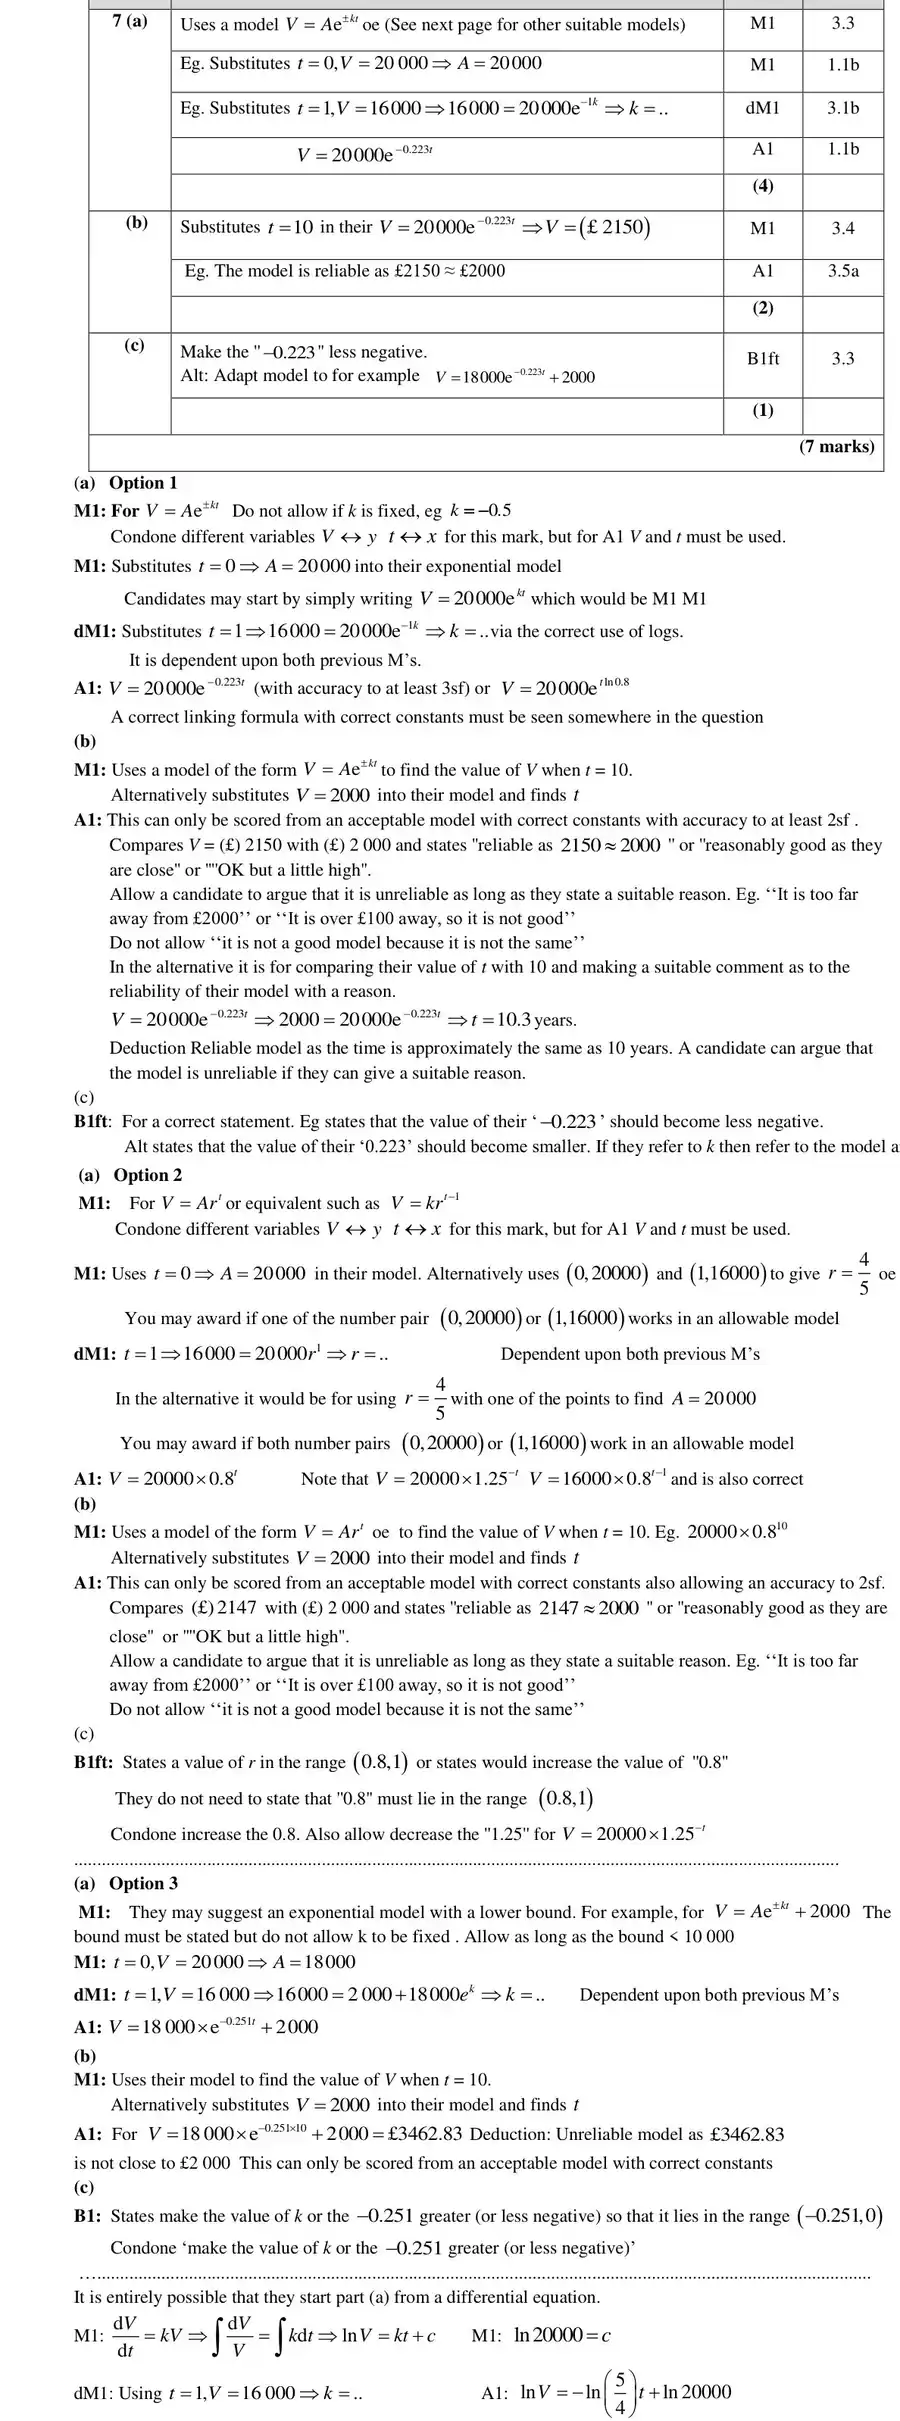 7 (a) Uses a model V = Ae^±kt oe (See next page for other suitable models) M1 3.3
Eg. Substitutes t = 0, V = 20 000 ⇒ A = 20000 M1 1.1b
Eg. Substitutes t = 1, V = 16000 ⇒ 16000 = 20000e^−1k ⇒ k = .. dM1 3.1b
V = 20000e^−0.223t A1 1.1b
(4)
(b) Substitutes t = 10 in their V = 20000e^−0.223t ⇒ V = (£ 2150) M1 3.4
Eg. The model is reliable as £2150 ≈ £2000 A1 3.5a
(2)
(c) Make the "−0.223" less negative.
Alt: Adapt model to for example V = 18000e^−0.223t + 2000 B1ft 3.3
(1)
(7 marks)
(a) Option 1
M1: For V = Ae^±kt Do not allow if k is fixed, eg k = −0.5
Condone different variables V ↔ y t ↔ x for this mark, but for A1 V and t must be used.
M1: Substitutes t = 0 ⇒ A = 20000 into their exponential model
Candidates may start by simply writing V = 20000e^kt which would be M1 M1
dM1: Substitutes t = 1 ⇒ 16000 = 20000e^−1k ⇒ k = .. via the correct use of logs.
It is dependent upon both previous M’s.
A1: V = 20000e^−0.223t (with accuracy to at least 3sf) or V = 20000e^t ln 0.8
A correct linking formula with correct constants must be seen somewhere in the question
(b)
M1: Uses a model of the form V = Ae^±kt to find the value of V when t = 10.
Alternatively substitutes V = 2000 into their model and finds t
A1: This can only be scored from an acceptable model with correct constants with accuracy to at least 2sf .
Compares V = (£) 2150 with (£) 2 000 and states "reliable as 2150 ≈ 2000 " or "reasonably good as they
are close" or ""OK but a little high".
Allow a candidate to argue that it is unreliable as long as they state a suitable reason. Eg. ‘‘It is too far
away from £2000’’ or ‘‘It is over £100 away, so it is not good’’
Do not allow ‘‘it is not a good model because it is not the same’’
In the alternative it is for comparing their value of t with 10 and making a suitable comment as to the
reliability of their model with a reason.
V = 20000e^−0.223t ⇒ 2000 = 20000e^−0.223t ⇒ t = 10.3 years.
Deduction Reliable model as the time is approximately the same as 10 years. A candidate can argue that
the model is unreliable if they can give a suitable reason.
(c)
B1ft: For a correct statement. Eg states that the value of their ‘ −0.223 ’ should become less negative.
Alt states that the value of their ‘0.223’ should become smaller. If they refer to k then refer to the model a
(a) Option 2
M1: For V = Ar^t or equivalent such as V = kr^t−1
Condone different variables V ↔ y t ↔ x for this mark, but for A1 V and t must be used.
M1: Uses t = 0 ⇒ A = 20000 in their model. Alternatively uses (0, 20000) and (1,16000) to give r = 4/5 oe
You may award if one of the number pair (0, 20000) or (1,16000) works in an allowable model
dM1: t = 1 ⇒ 16000 = 20000r^1 ⇒ r = .. Dependent upon both previous M’s
In the alternative it would be for using r = 4/5 with one of the points to find A = 20000
You may award if both number pairs (0, 20000) or (1,16000) work in an allowable model
A1: V = 20000×0.8^t Note that V = 20000×1.25^−t V = 16000×0.8^t−1 and is also correct
(b)
M1: Uses a model of the form V = Ar^t oe to find the value of V when t = 10. Eg. 20000×0.8^10
Alternatively substitutes V = 2000 into their model and finds t
A1: This can only be scored from an acceptable model with correct constants also allowing an accuracy to 2sf.
Compares (£) 2147 with (£) 2 000 and states "reliable as 2147 ≈ 2000 " or "reasonably good as they are
close" or ""OK but a little high".
Allow a candidate to argue that it is unreliable as long as they state a suitable reason. Eg. ‘‘It is too far
away from £2000’’ or ‘‘It is over £100 away, so it is not good’’
Do not allow ‘‘it is not a good model because it is not the same’’
(c)
B1ft: States a value of r in the range (0.8,1) or states would increase the value of "0.8"
They do not need to state that "0.8" must lie in the range (0.8,1)
Condone increase the 0.8. Also allow decrease the "1.25" for V = 20000×1.25^−t
(a) Option 3
M1: They may suggest an exponential model with a lower bound. For example, for V = Ae^±kt + 2000 The
bound must be stated but do not allow k to be fixed . Allow as long as the bound < 10 000
M1: t = 0, V = 20000 ⇒ A = 18000
dM1: t = 1, V = 16 000 ⇒ 16000 = 2 000 + 18000e^k ⇒ k = .. Dependent upon both previous M’s
A1: V = 18 000×e^−0.251t + 2000
(b)
M1: Uses their model to find the value of V when t = 10.
Alternatively substitutes V = 2000 into their model and finds t
A1: For V = 18 000×e^−0.251×10 + 2000 = £3462.83 Deduction: Unreliable model as £3462.83
is not close to £2 000 This can only be scored from an acceptable model with correct constants
(c)
B1: States make the value of k or the −0.251 greater (or less negative) so that it lies in the range (−0.251,0)
Condone ‘make the value of k or the −0.251 greater (or less negative)’
It is entirely possible that they start part (a) from a differential equation.
M1: dV/dt = kV ⇒ ∫ dV/V = ∫ kdt ⇒ ln V = kt + c M1: ln 20000 = c
dM1: Using t = 1, V = 16 000 ⇒ k = .. A1: ln V = −ln(5/4)t + ln 20000